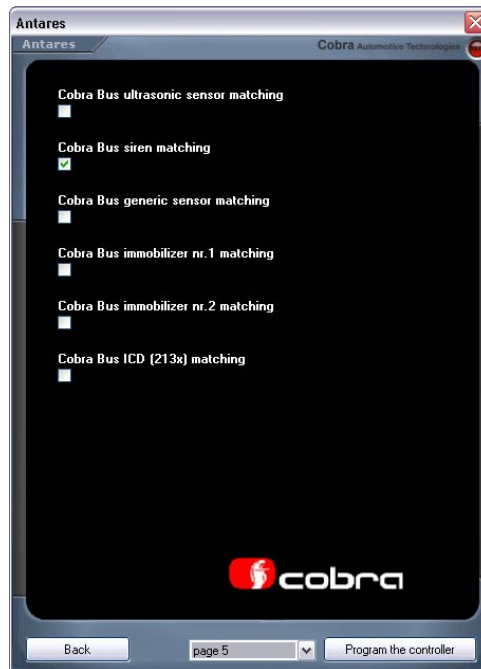 Antares
Antares
Cobra Automotive Technologies
Cobra Bus ultrasonic sensor matching
Cobra Bus siren matching
Cobra Bus generic sensor matching
Cobra Bus immobilizer nr.1 matching
Cobra Bus immobilizer nr.2 matching
Cobra Bus ICD (213x) matching
cobra
Back
page 5
Program the controller